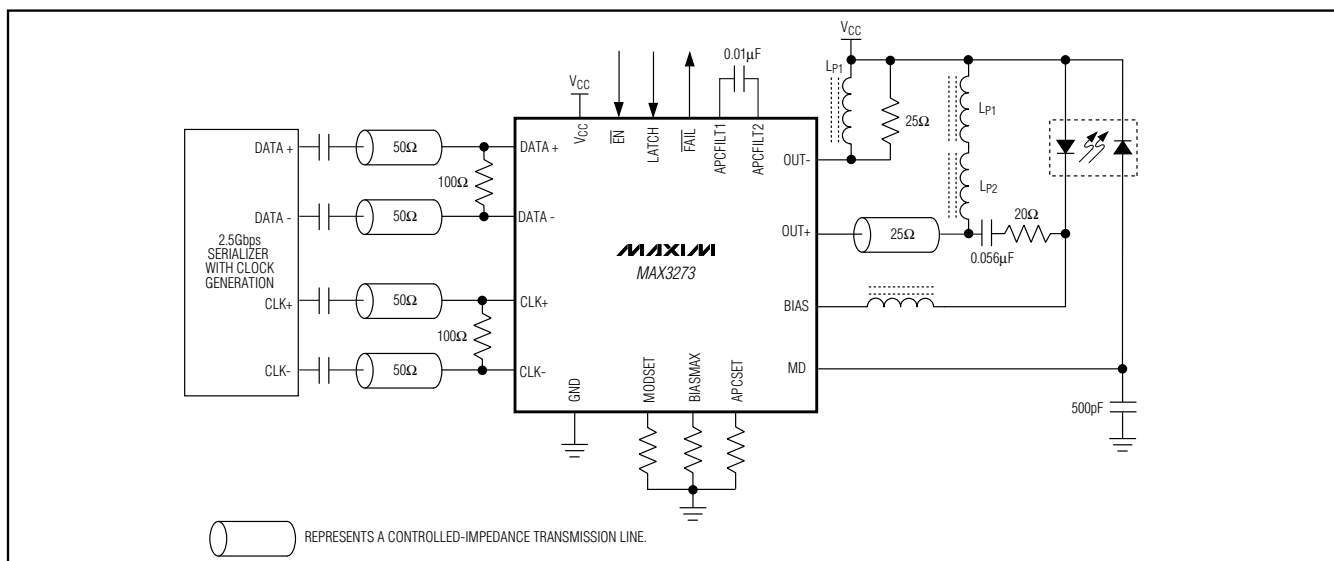 VCC
0.01µF
LP1
VCC
25Ω
LP1
VCC
EN
LATCH
FAIL
APCFILT1
APCFILT2
DATA +
50Ω
DATA +
OUT-
100Ω
LP2
DATA -
50Ω
DATA -
20Ω
OUT+
25Ω
0.056µF
2.5Gbps
SERIALIZER
WITH CLOCK
GENERATION
MAXIM
MAX3273
CLK+
50Ω
CLK+
BIAS
100Ω
CLK-
50Ω
CLK-
MD
GND
MODSET
BIASMAX
APCSET
500pF
REPRESENTS A CONTROLLED-IMPEDANCE TRANSMISSION LINE.